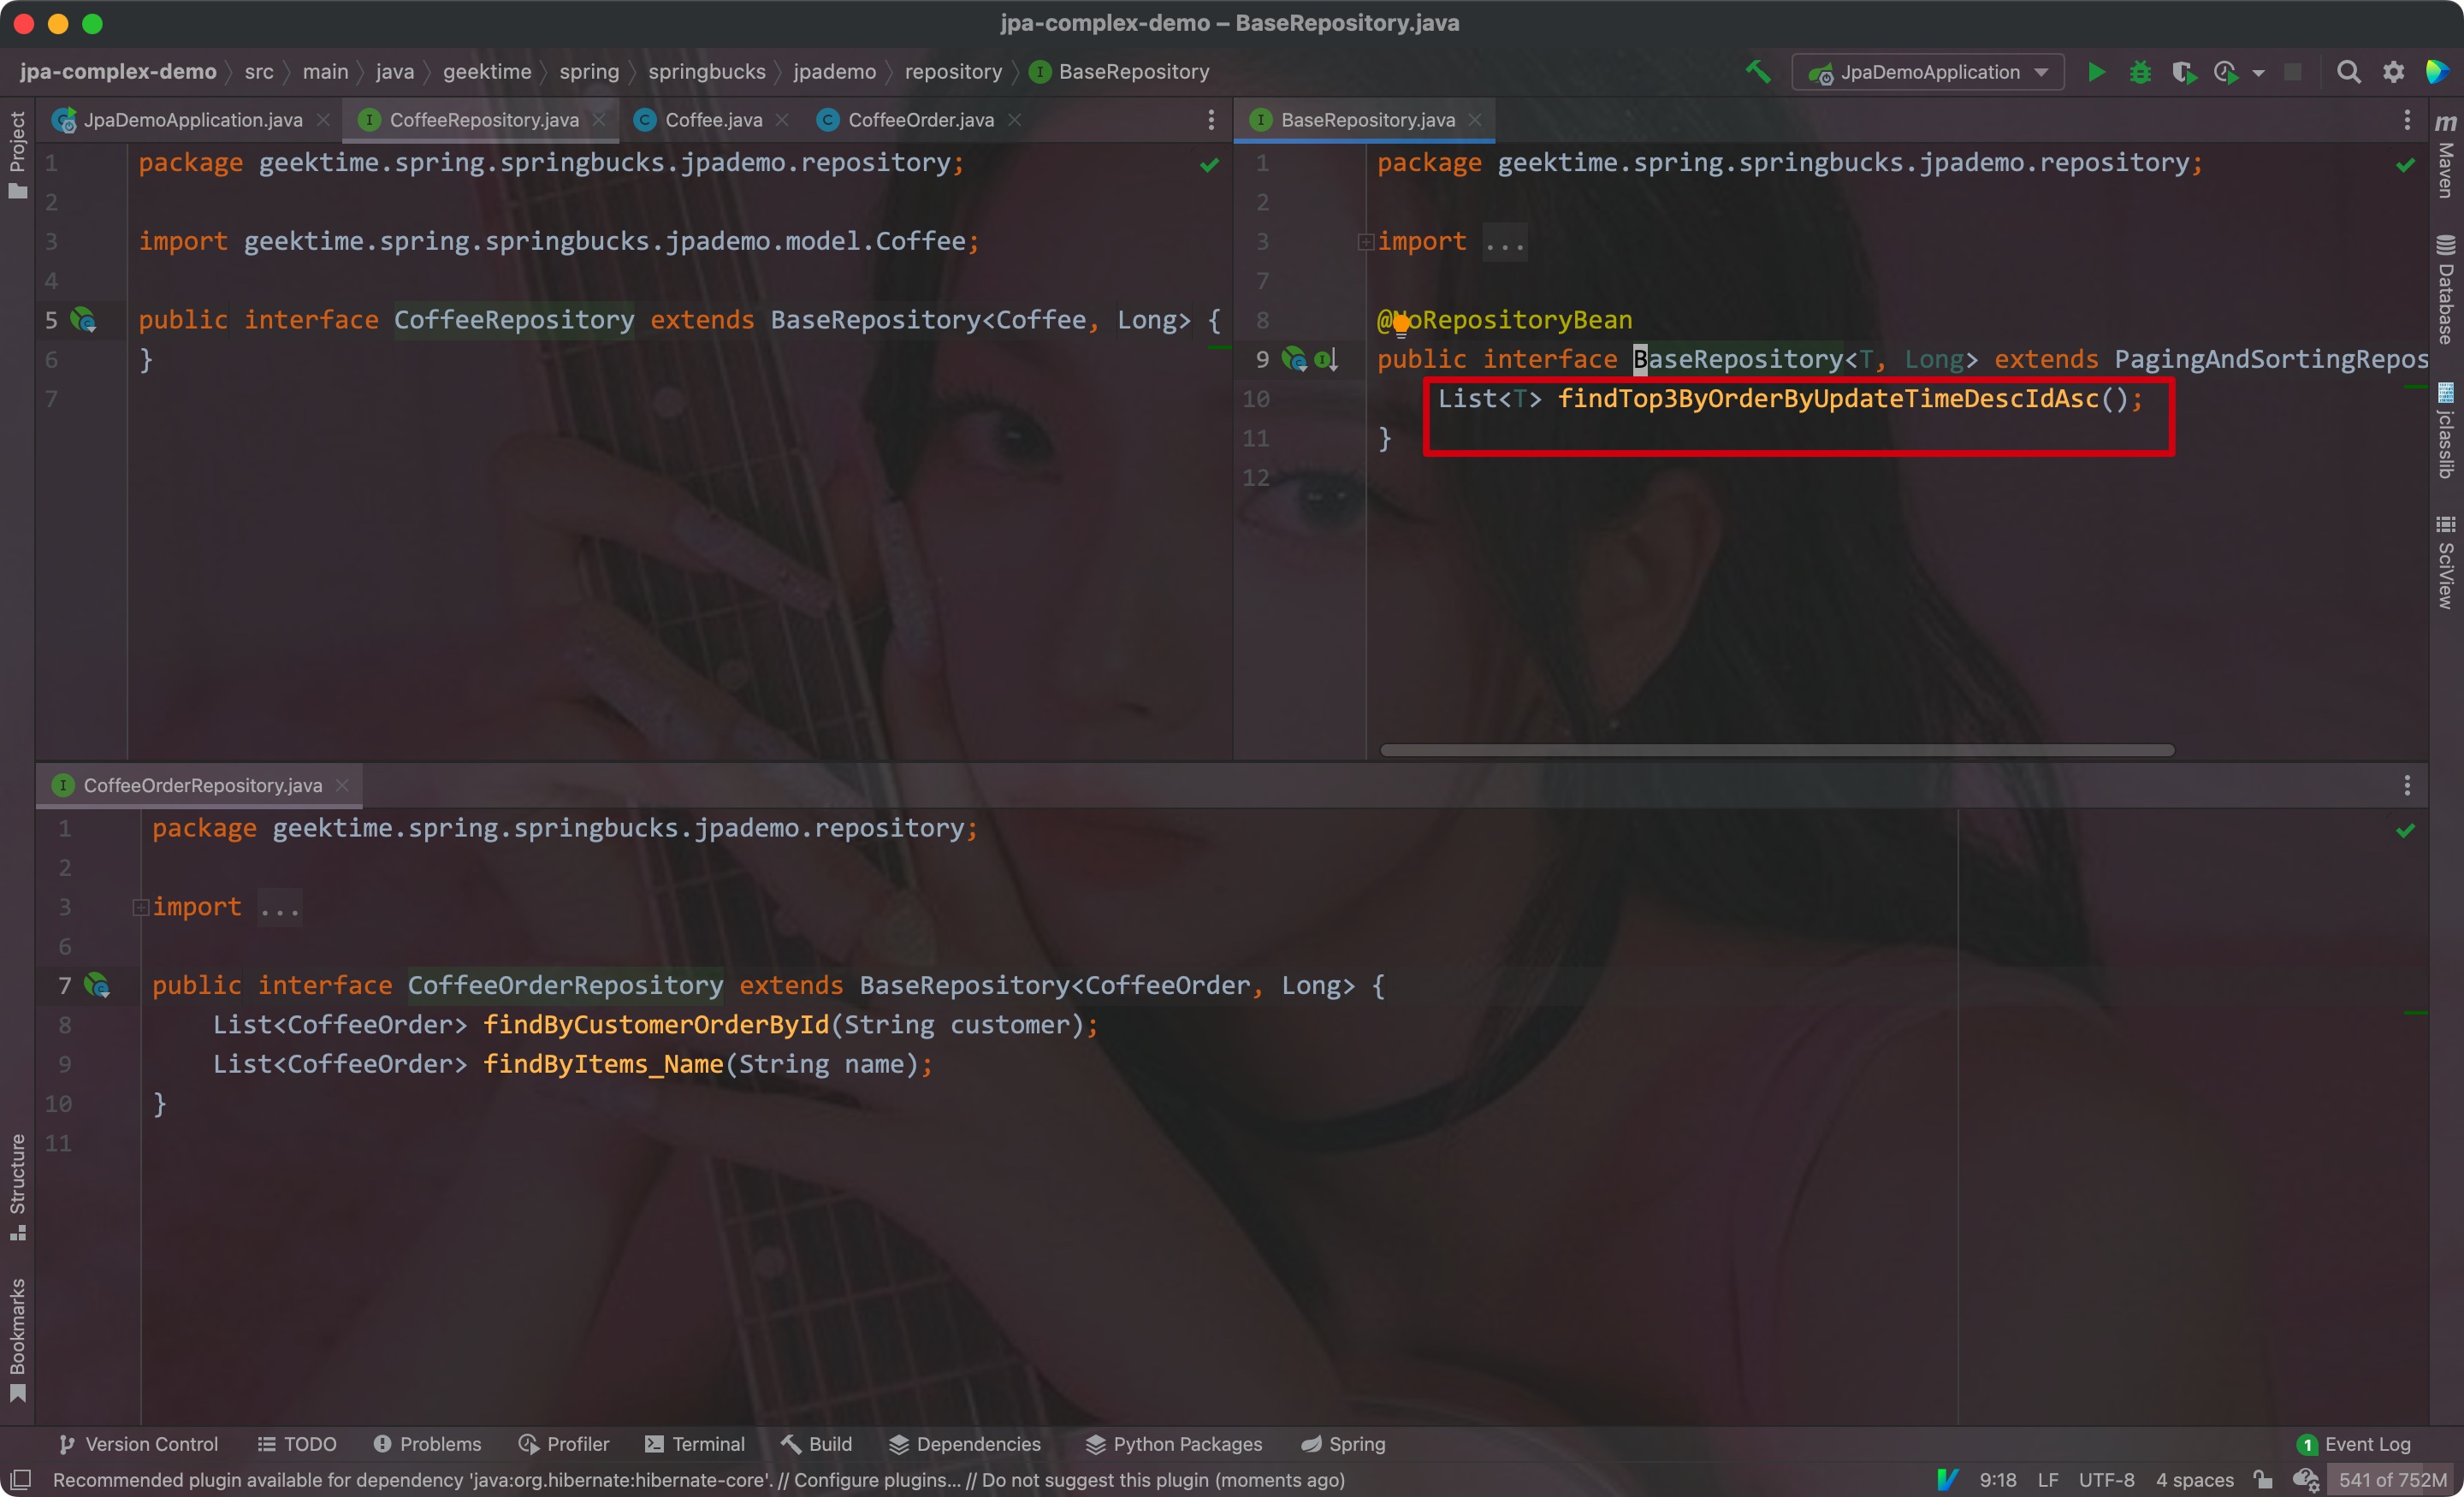 jpa-complex-demo – BaseRepository.java
jpa-complex-demo src main java geektime spring springbucks jpademo repository BaseRepository
JpaDemoApplication
Project
JpaDemoApplication.java CoffeeRepository.java Coffee.java CoffeeOrder.java
1 package geektime.spring.springbucks.jpademo.repository;
2
3 import geektime.spring.springbucks.jpademo.model.Coffee;
4
5 public interface CoffeeRepository extends BaseRepository<Coffee, Long> {
6 }
7
BaseRepository.java
1 package geektime.spring.springbucks.jpademo.repository;
2
3 import ...
7
8 @NoRepositoryBean
9 public interface BaseRepository<T, Long> extends PagingAndSortingRepos
10 List<T> findTop3ByOrderByUpdateTimeDescIdAsc();
11 }
12
m Maven
Database
jclasslib
SciView
CoffeeOrderRepository.java
1 package geektime.spring.springbucks.jpademo.repository;
2
3 import ...
6
7 public interface CoffeeOrderRepository extends BaseRepository<CoffeeOrder, Long> {
8 List<CoffeeOrder> findByCustomerOrderById(String customer);
9 List<CoffeeOrder> findByItems_Name(String name);
10 }
11
Structure
Bookmarks
Version Control TODO Problems Profiler Terminal Build Dependencies Python Packages Spring
1 Event Log
Recommended plugin available for dependency 'java:org.hibernate:hibernate-core'. // Configure plugins... // Do not suggest this plugin (moments ago)
9:18 LF UTF-8 4 spaces 541 of 752M